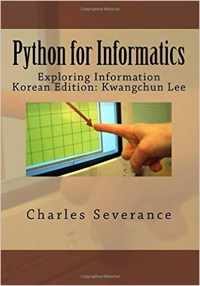 Python for Informatics
Exploring Information
Korean Edition: Kwangchun Lee
Charles Severance